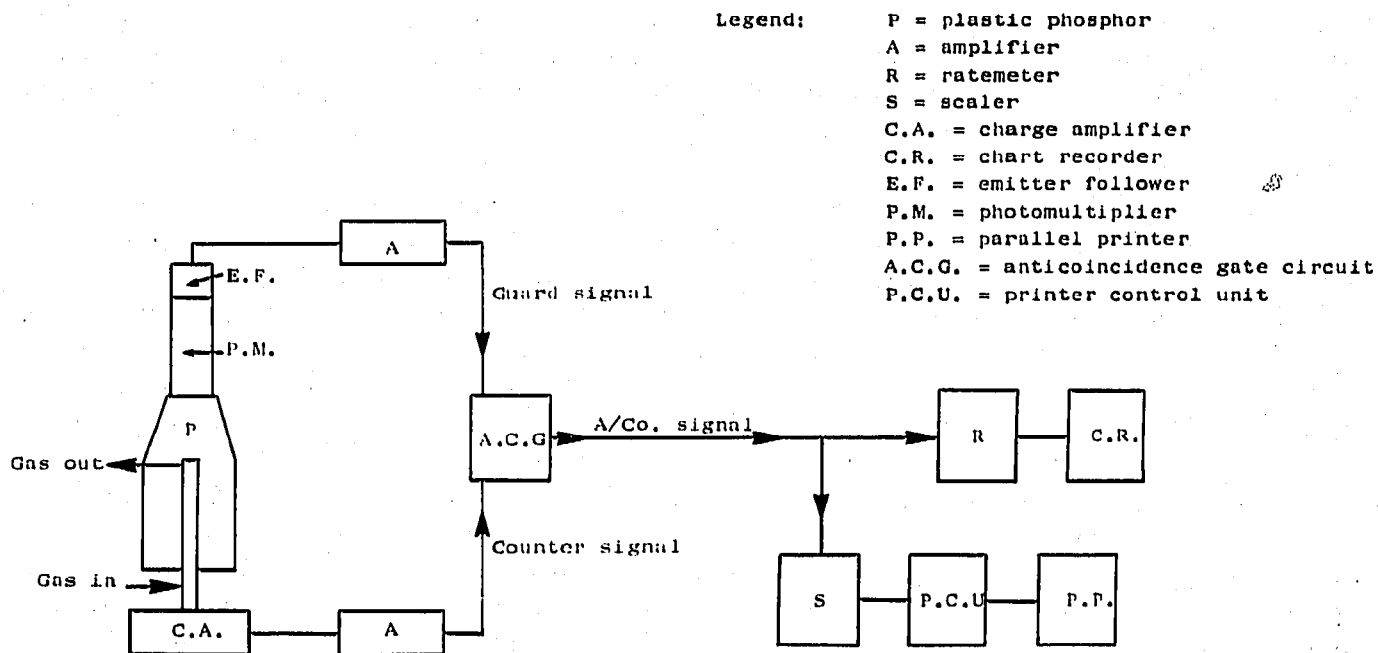 Legend: P = plastic phosphor
A = amplifier
R = ratemeter
S = scaler
C.A. = charge amplifier
C.R. = chart recorder
E.F. = emitter follower
P.M. = photomultiplier
P.P. = parallel printer
A.C.G. = anticoincidence gate circuit
P.C.U. = printer control unit
A
E.F.
Guard signal
P.M.
P
A.C.G
A/Co. signal
R
C.R.
Gas out
Counter signal
Gas in
S
P.C.U
P.P.
C.A.
A